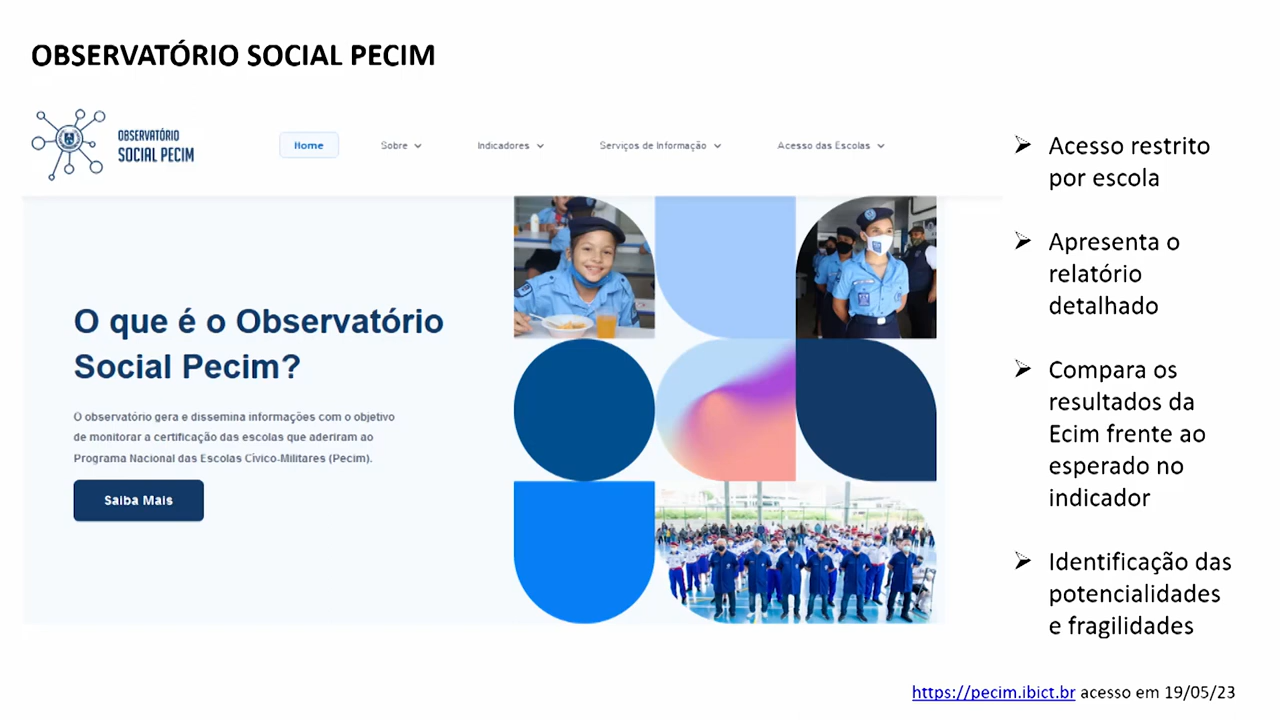 OBSERVATÓRIO SOCIAL PECIM
OBSERVATÓRIO
SOCIAL PECIM
Home
Sobre
Indicadores
Serviços de Informação
Acesso das Escolas
O que é o Observatório
Social Pecim?
O observatório gera e dissemina informações com o objetivo
de monitorar a certificação das escolas que aderiram ao
Programa Nacional das Escolas Cívico-Militares (Pecim).
Saiba Mais
Acesso restrito
por escola
Apresenta o
relatório
detalhado
Compara os
resultados da
Ecim frente ao
esperado no
indicador
Identificação das
potencialidades
e fragilidades
https://pecim.ibict.br acesso em 19/05/23